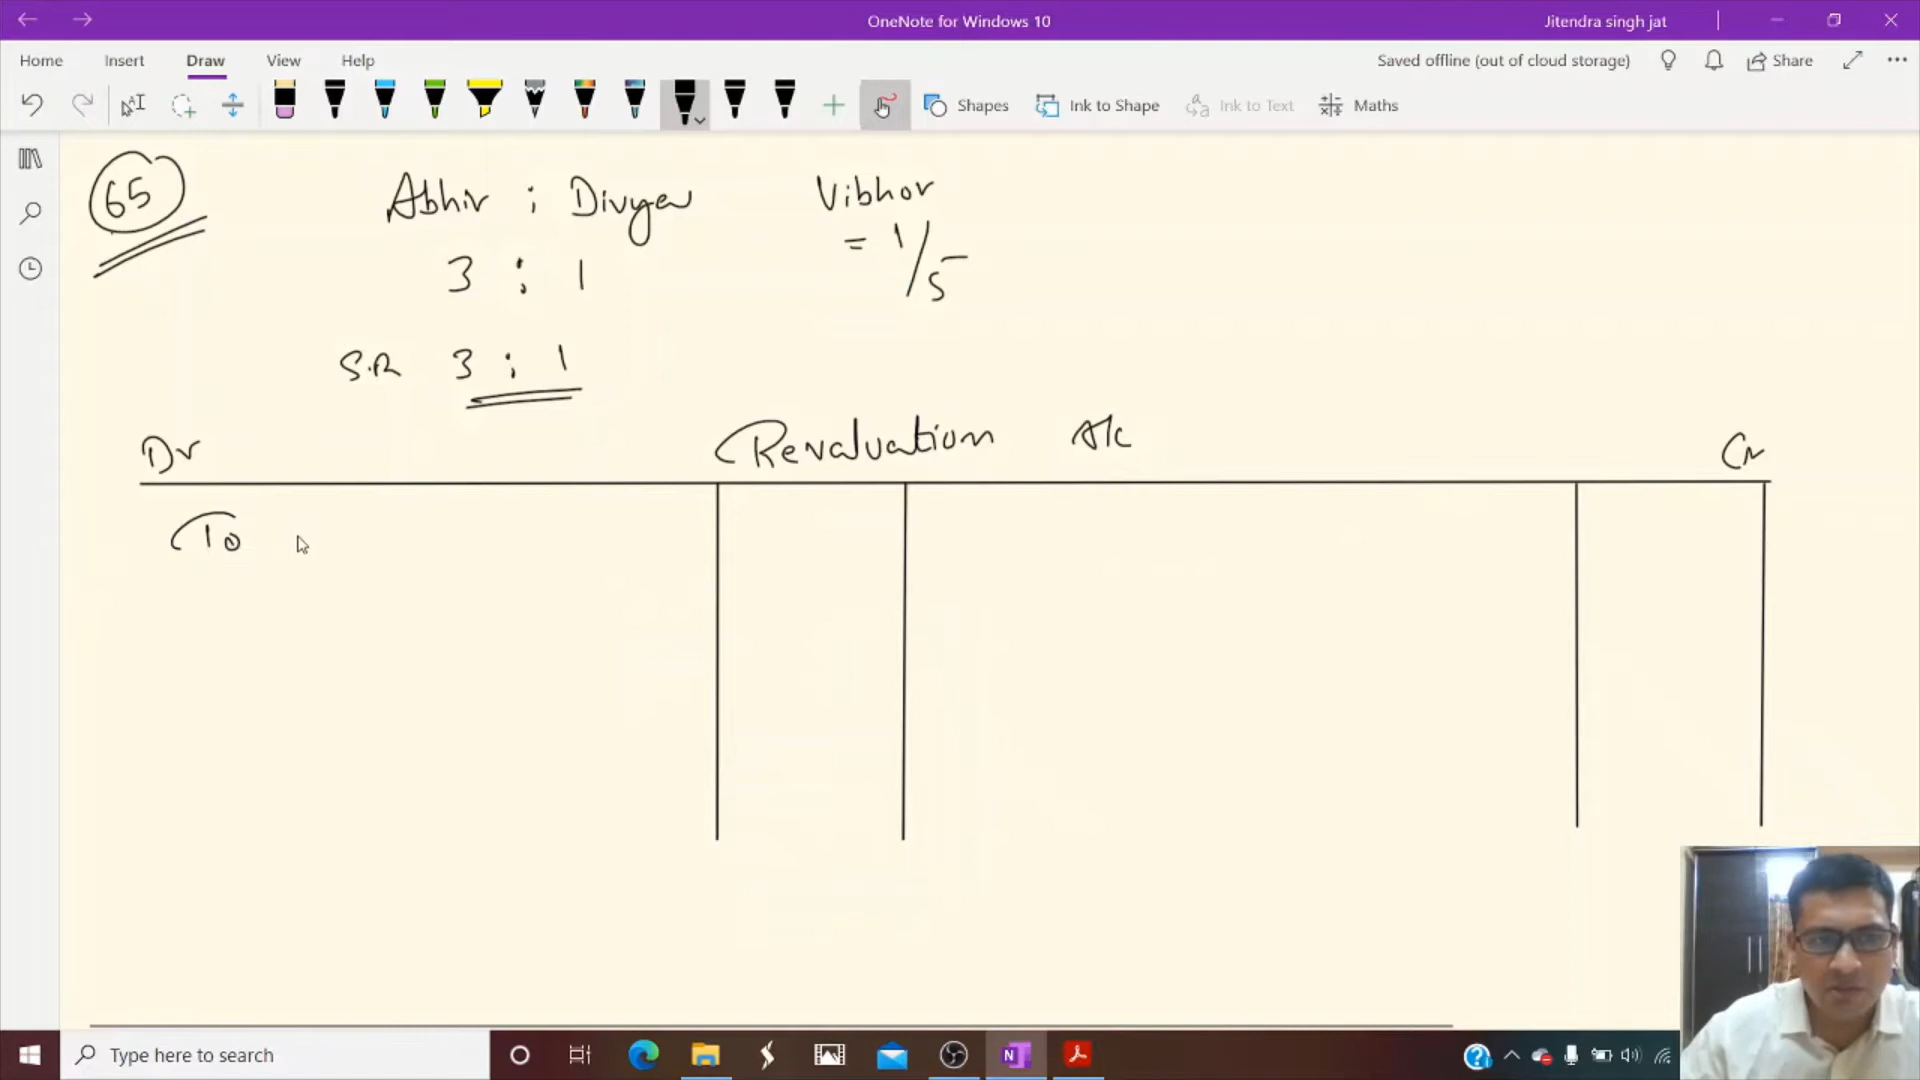 OneNote for Windows 10
Jitendra singh jat
Home Insert Draw View Help
Saved offline (out of cloud storage) Share
Shapes Ink to Shape Ink to Text Maths
65 Abhir : Divya Vibhor
3 : 1 = 1/5
S.R 3 : 1
Dr Revaluation A/c Cr
To
Type here to search